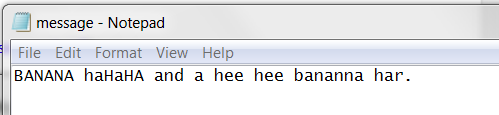 message - Notepad
File Edit Format View Help
BANANA haHaHA and a hee hee bananna har.